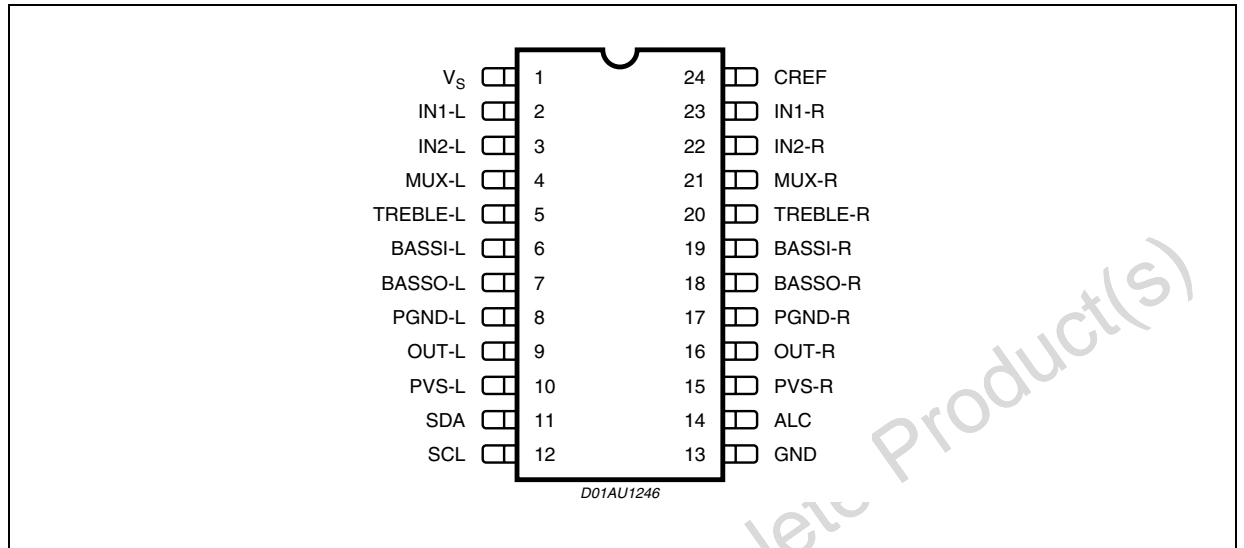 V_S 1 24 CREF
IN1-L 2 23 IN1-R
IN2-L 3 22 IN2-R
MUX-L 4 21 MUX-R
TREBLE-L 5 20 TREBLE-R
BASSI-L 6 19 BASSI-R
BASSO-L 7 18 BASSO-R
PGND-L 8 17 PGND-R
OUT-L 9 16 OUT-R
PVS-L 10 15 PVS-R
SDA 11 14 ALC
SCL 12 13 GND
D01AU1246
lete Product(s)